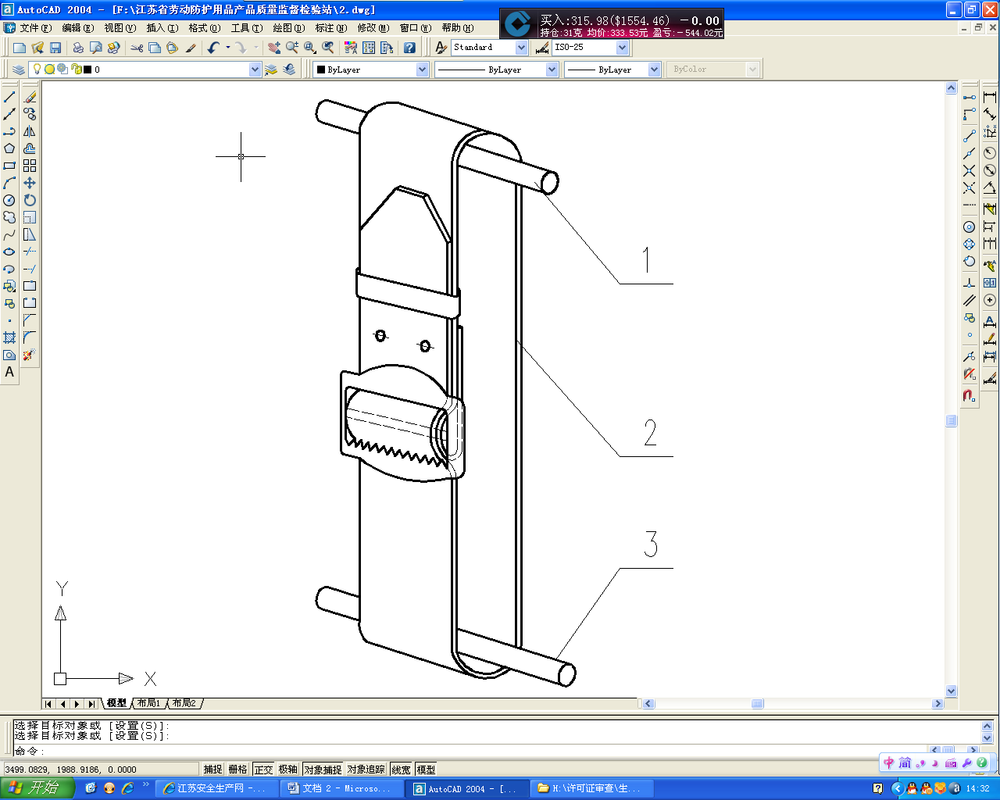 AutoCAD 2004 - [F:\江苏省劳动防护用品产品质量监督检验站\2.dwg]
文件(F) 编辑(E) 视图(V) 插入(I) 格式(O) 工具(T) 绘图(D) 标注(N) 修改(M) 窗口(W) 帮助(H)
买入:315.98($1554.46) -0.00
持仓:31克 均价:333.53元 盈亏:-544.02元
Standard ISO-25
0 ByLayer ByLayer ByLayer ByColor
1
2
3
Y
X
A
模型 布局1 布局2
选择目标对象或 [设置(S)]:
选择目标对象或 [设置(S)]:
命令:
3499.0829, 1988.9186, 0.0000 捕捉 栅格 正交 极轴 对象捕捉 对象追踪 线宽 模型
中 简
开始 江苏安全生产网 -... 文档 2 - Microso... AutoCAD 2004 - [... H:\许可证审查\生... 14:32